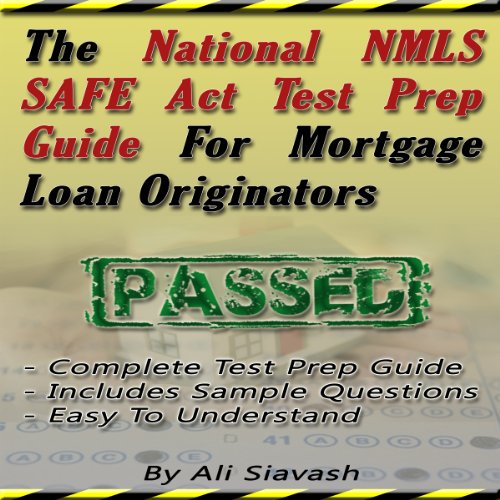 The National NMLS
SAFE Act Test Prep
Guide For Mortgage
Loan Originators
PASSED
- Complete Test Prep Guide
- Includes Sample Questions
- Easy To Understand
41 A B C D
By Ali Siavash